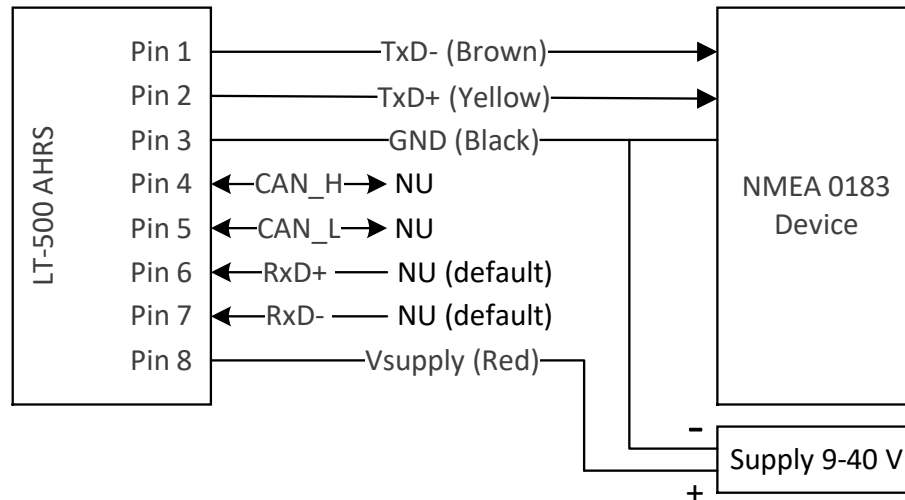 LT-500 AHRS
Pin 1 TxD- (Brown)
Pin 2 TxD+ (Yellow)
Pin 3 GND (Black)
Pin 4 CAN_H NU
Pin 5 CAN_L NU
Pin 6 RxD+ NU (default)
Pin 7 RxD- NU (default)
Pin 8 Vsupply (Red)
NMEA 0183
Device
-
Supply 9-40 V
+